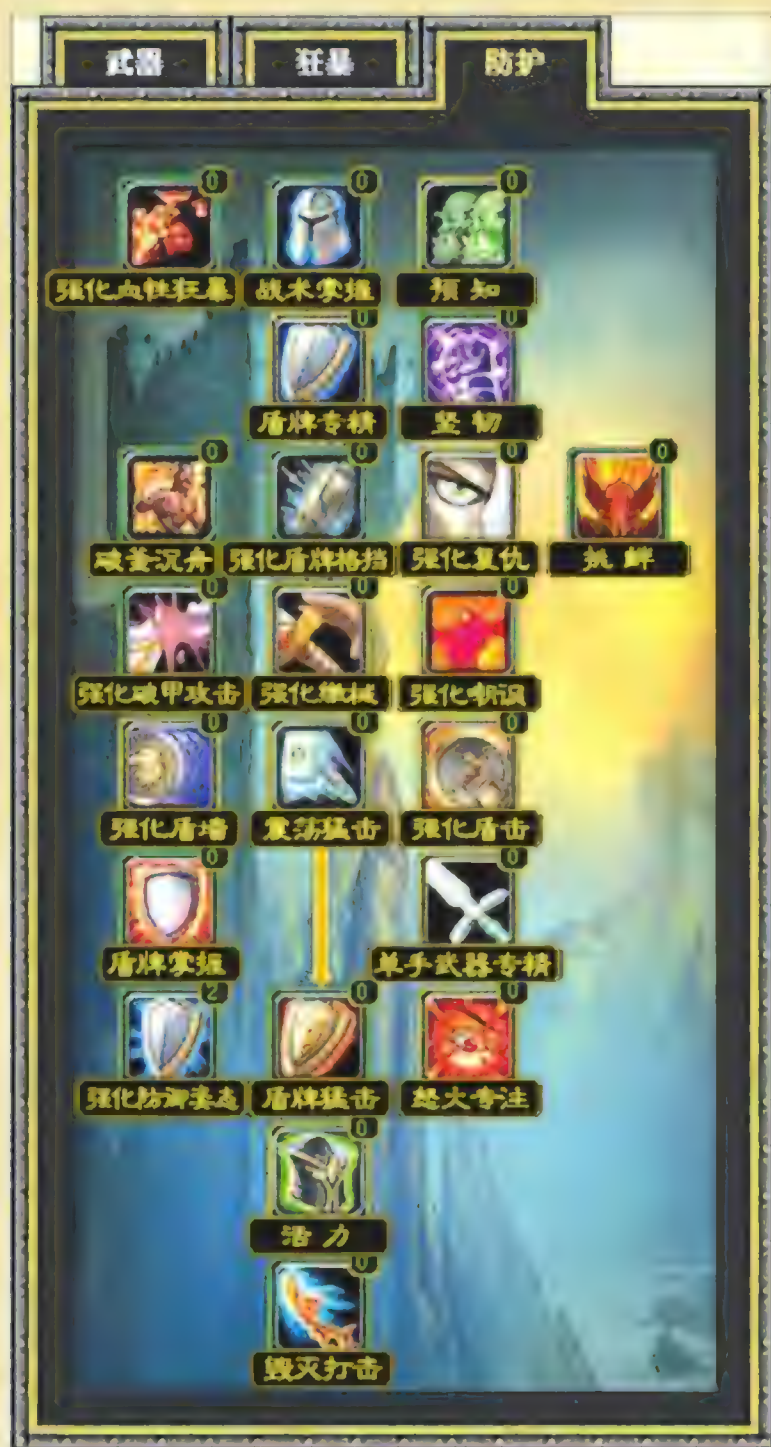 武器 狂暴 防护
0 0 0
强化血性狂暴 战术掌握 预知
0 0
盾牌专精 坚韧
0 0 0 0
破釜沉舟 强化盾牌格挡 强化复仇 挑衅
0 0 0
强化破甲攻击 强化缴械 强化嘲讽
0 0 0
强化盾墙 震荡猛击 强化盾击
0 0
盾牌掌握 单手武器专精
2 0 0
强化防御姿态 盾牌猛击 怒火专注
0
活力
0
毁灭打击